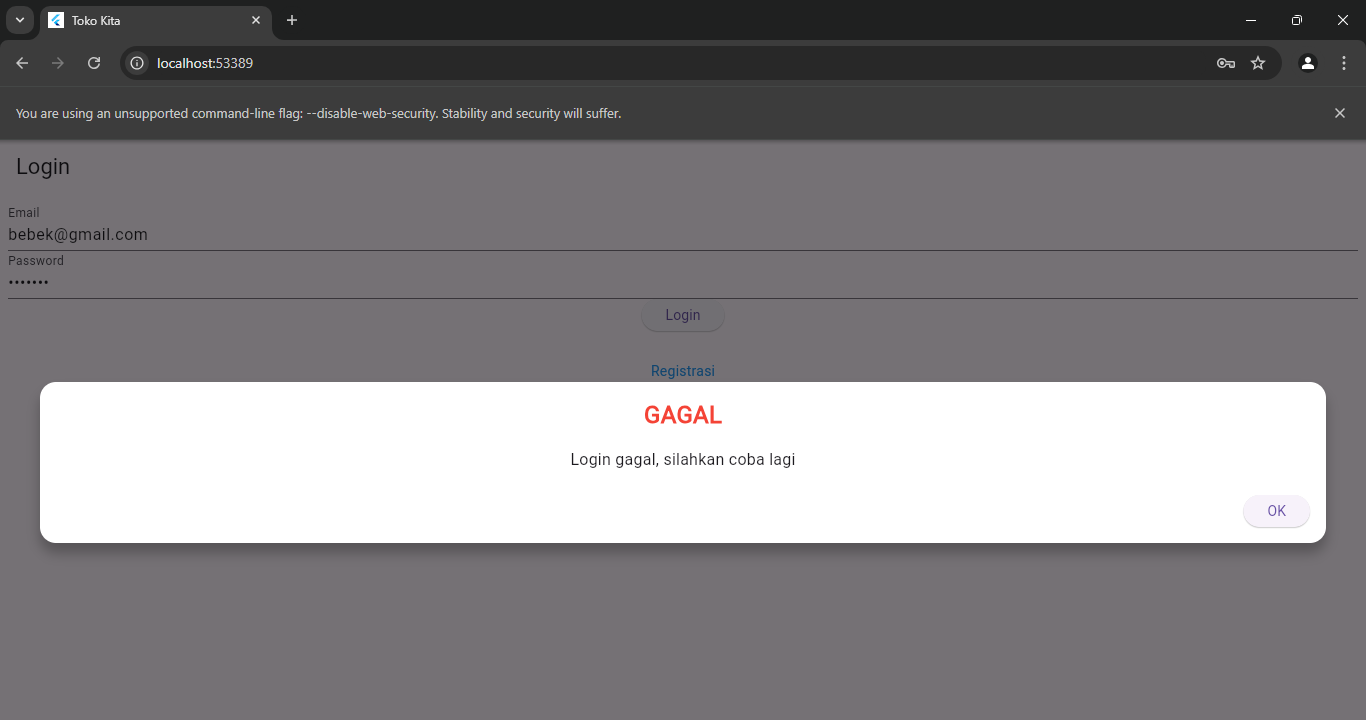 Toko Kita
localhost:53389
You are using an unsupported command-line flag: --disable-web-security. Stability and security will suffer.
Login
Email
bebek@gmail.com
Password
•••••••
Login
Registrasi
GAGAL
Login gagal, silahkan coba lagi
OK